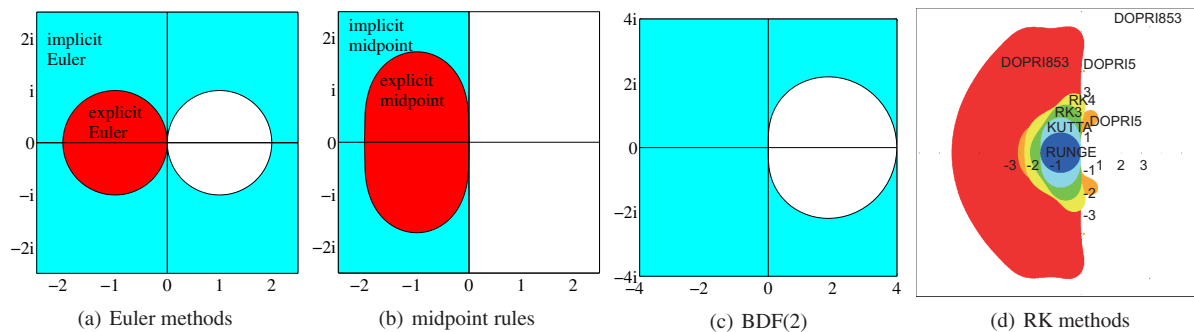 2i
i
0
−i
−2i
implicit
Euler
explicit
Euler
−2 −1 0 1 2
(a) Euler methods
2i
i
0
−i
−2i
implicit
midpoint
explicit
midpoint
−2 −1 0 1 2
(b) midpoint rules
4i
2i
0
−2i
−4i
−4 −2 0 2 4
(c) BDF(2)
DOPRI853
DOPRI853
DOPRI5
3
RK4
RK3
DOPRI5
KUTTA
1
RUNGE
-3 -2 -1 1 2 3
-1
-2
-3
(d) RK methods